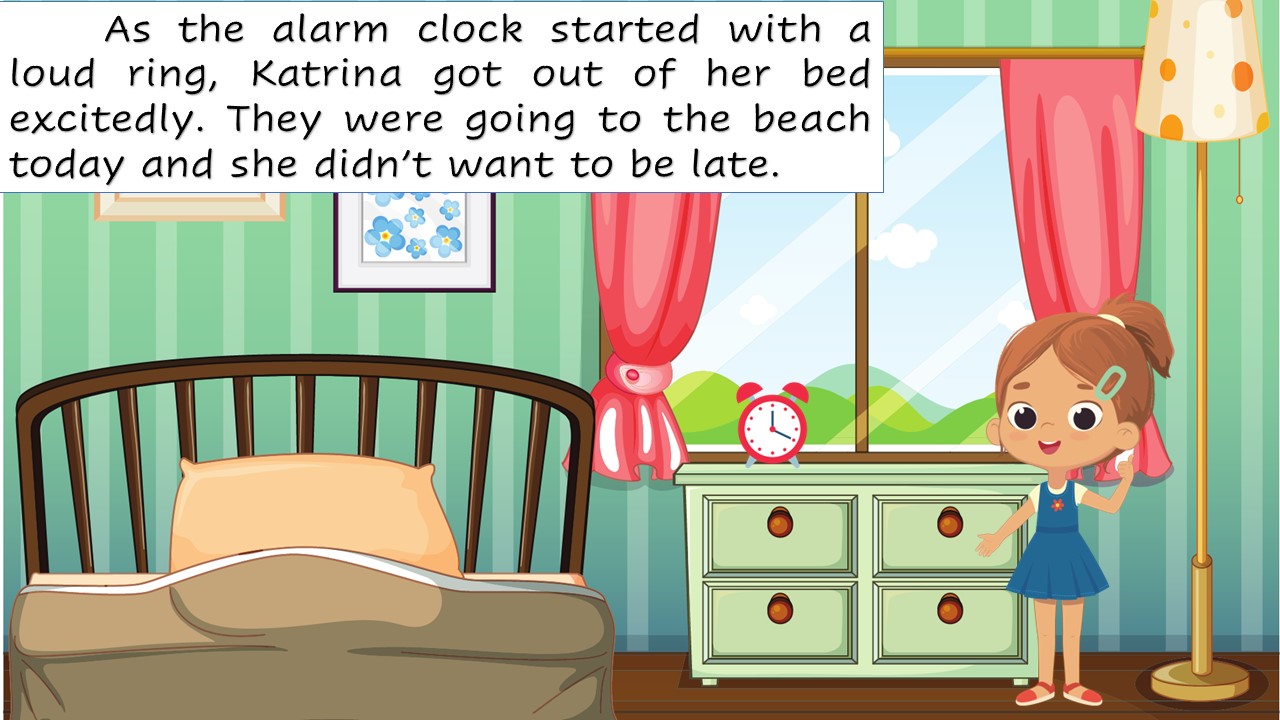 As the alarm clock started with a
loud ring, Katrina got out of her bed
excitedly. They were going to the beach
today and she didn’t want to be late.